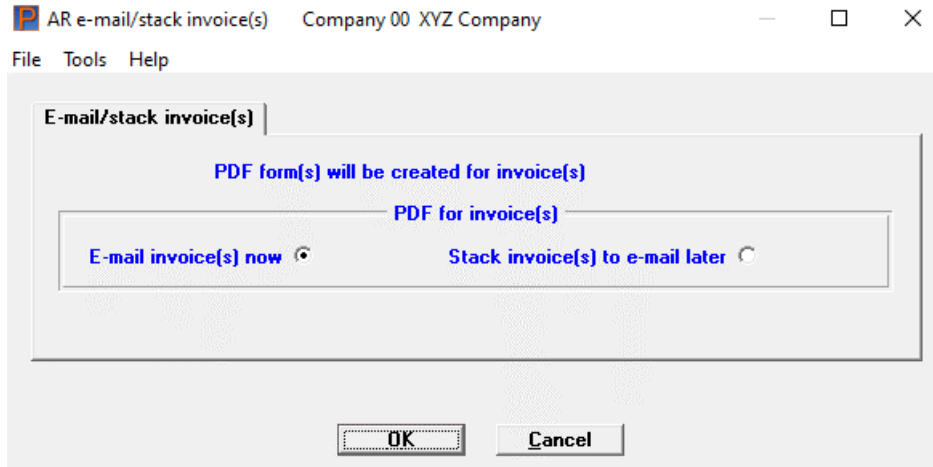 AR e-mail/stack invoice(s) Company 00 XYZ Company
File Tools Help
E-mail/stack invoice(s)
PDF form(s) will be created for invoice(s)
PDF for invoice(s)
E-mail invoice(s) now Stack invoice(s) to e-mail later
OK Cancel